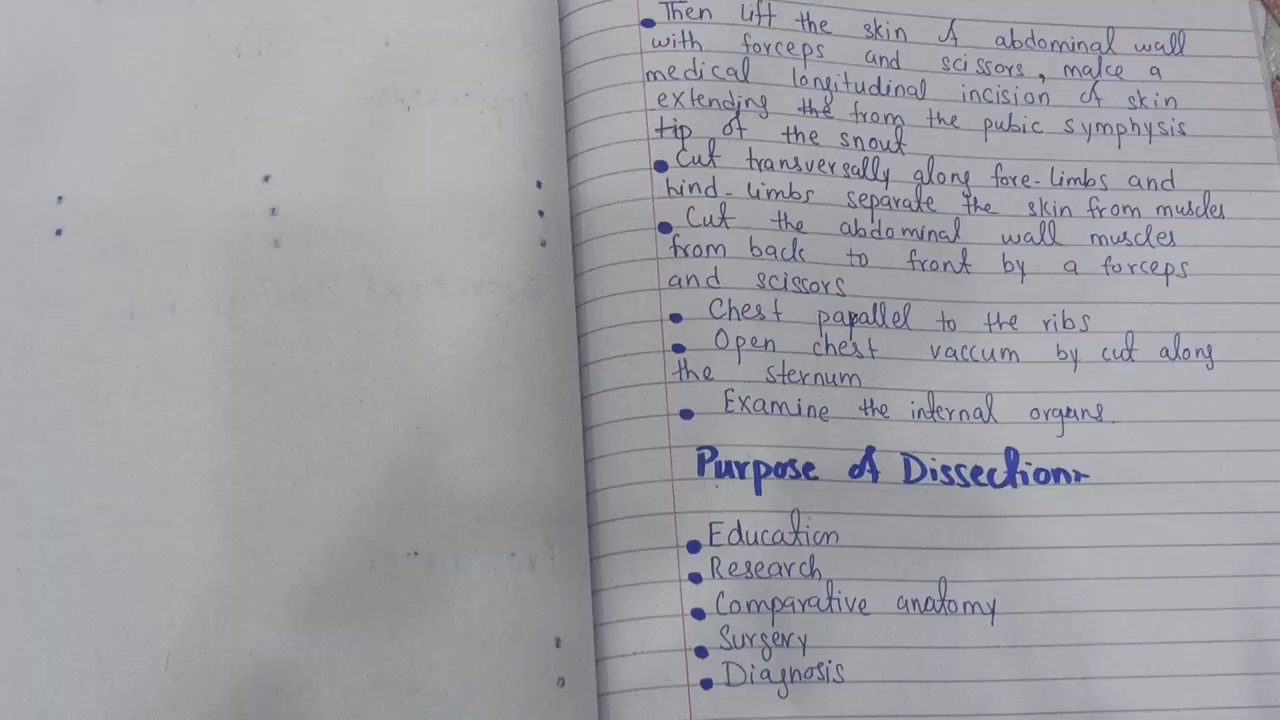 • Then lift the skin of abdominal wall
with forceps and scissors, make a
medical longitudinal incision of skin
extending the from the pubic symphysis
tip of the snout
• Cut transversally along fore-limbs and
hind-limbs separate the skin from muscles
• Cut the abdominal wall muscles
from back to front by a forceps
and scissors
• Chest papallel to the ribs
• Open chest vaccum by cut along
the sternum
• Examine the internal organs.
Purpose of Dissection:-
• Education
• Research
• Comparative anatomy
• Surgery
• Diagnosis